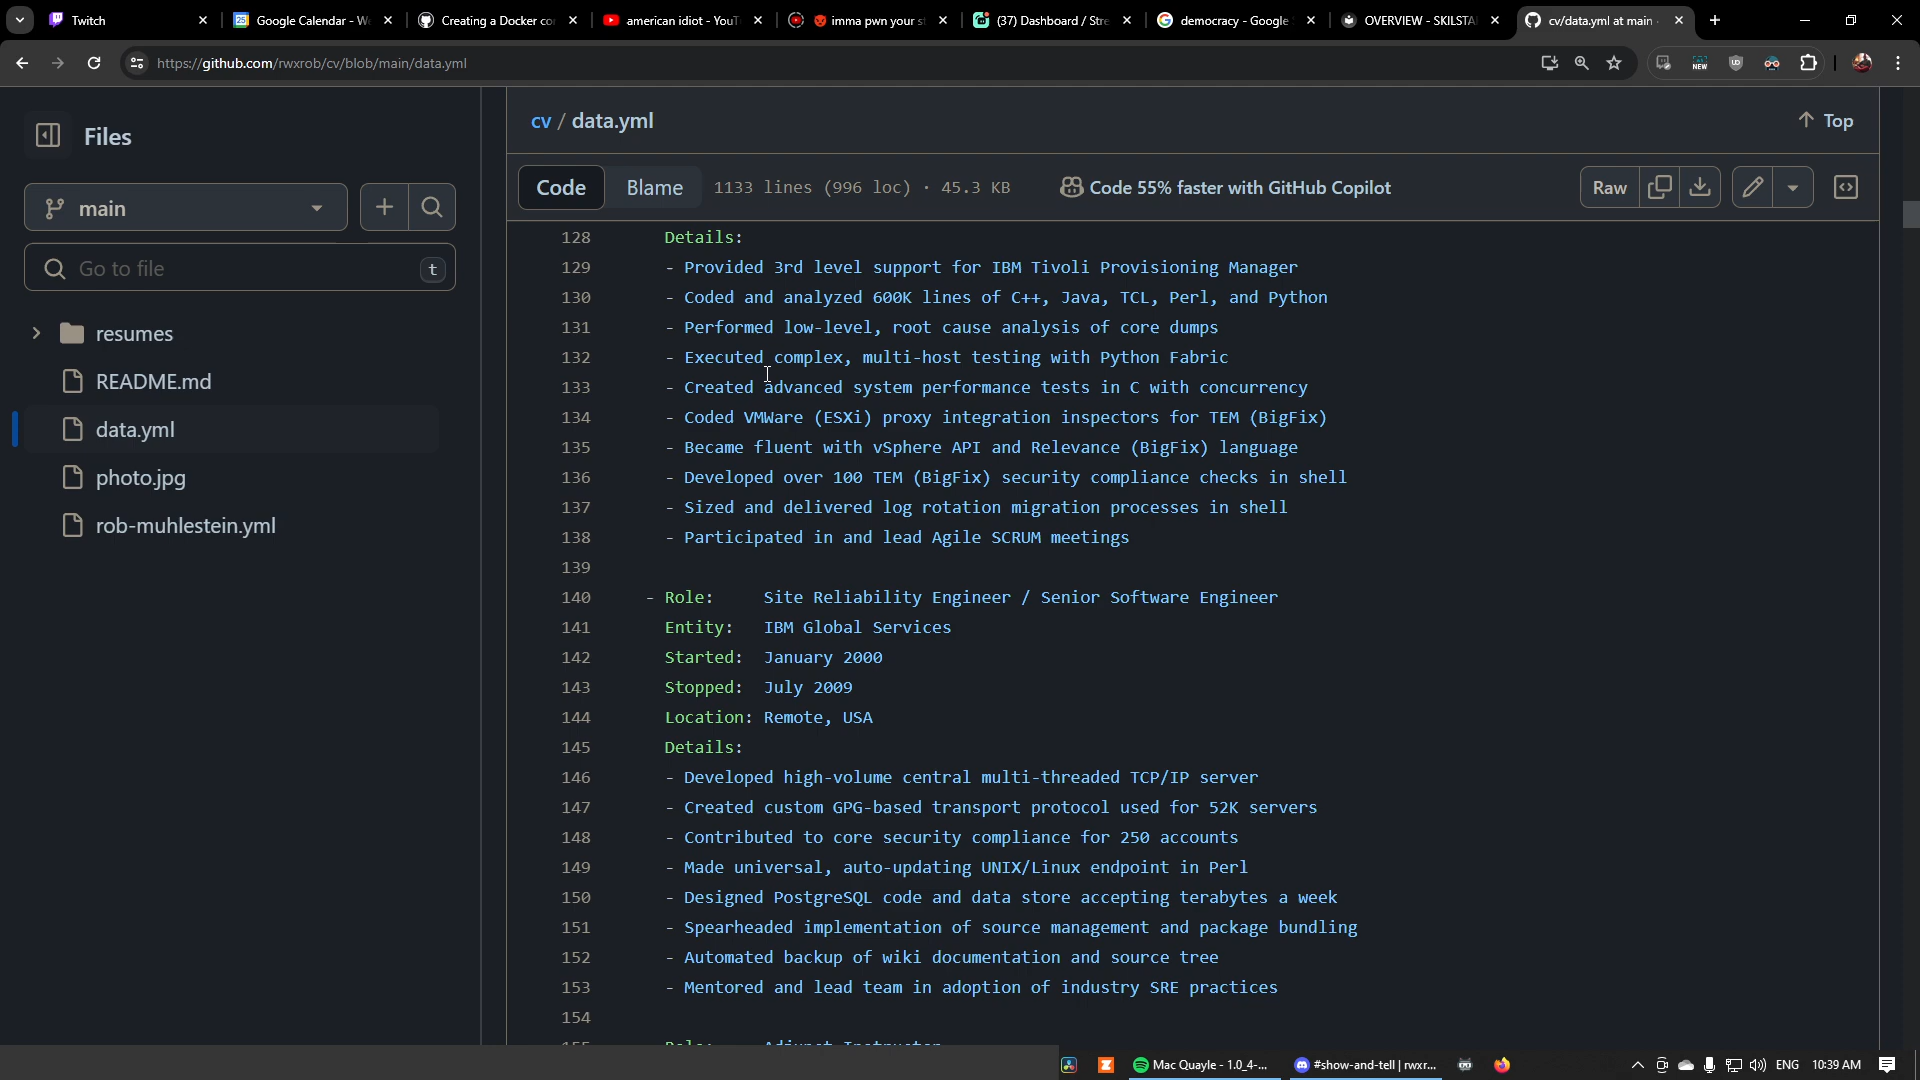 Twitch
Google Calendar - We
Creating a Docker co
american idiot - YouT
imma pwn your s
(37) Dashboard / Stre
democracy - Google
OVERVIEW - SKILSTA
cv/data.yml at main ·
https://github.com/rwxrob/cv/blob/main/data.yml
NEW
Files
main
Go to file
t
resumes
README.md
data.yml
photo.jpg
rob-muhlestein.yml
cv / data.yml
Top
Code
Blame
1133 lines (996 loc) · 45.3 KB
Code 55% faster with GitHub Copilot
Raw
128 Details:
129 - Provided 3rd level support for IBM Tivoli Provisioning Manager
130 - Coded and analyzed 600K lines of C++, Java, TCL, Perl, and Python
131 - Performed low-level, root cause analysis of core dumps
132 - Executed complex, multi-host testing with Python Fabric
133 - Created advanced system performance tests in C with concurrency
134 - Coded VMWare (ESXi) proxy integration inspectors for TEM (BigFix)
135 - Became fluent with vSphere API and Relevance (BigFix) language
136 - Developed over 100 TEM (BigFix) security compliance checks in shell
137 - Sized and delivered log rotation migration processes in shell
138 - Participated in and lead Agile SCRUM meetings
139
140 - Role: Site Reliability Engineer / Senior Software Engineer
141 Entity: IBM Global Services
142 Started: January 2000
143 Stopped: July 2009
144 Location: Remote, USA
145 Details:
146 - Developed high-volume central multi-threaded TCP/IP server
147 - Created custom GPG-based transport protocol used for 52K servers
148 - Contributed to core security compliance for 250 accounts
149 - Made universal, auto-updating UNIX/Linux endpoint in Perl
150 - Designed PostgreSQL code and data store accepting terabytes a week
151 - Spearheaded implementation of source management and package bundling
152 - Automated backup of wiki documentation and source tree
153 - Mentored and lead team in adoption of industry SRE practices
154
155 - Role: Adjunct Instructor
Mac Quayle - 1.0_4-...
#show-and-tell | rwxr...
ENG
10:39 AM